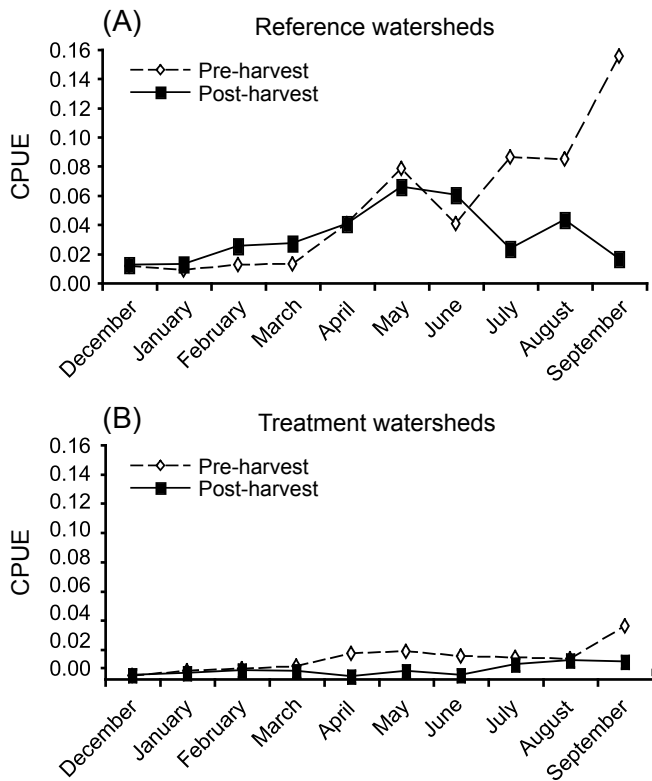 (A) Reference watersheds
0.16
0.14
0.12
0.10
0.08
0.06
0.04
0.02
0.00
CPUE
Pre-harvest
Post-harvest
December
January
February
March
April
May
June
July
August
September
(B) Treatment watersheds
0.16
0.14
0.12
0.10
0.08
0.06
0.04
0.02
0.00
CPUE
Pre-harvest
Post-harvest
December
January
February
March
April
May
June
July
August
September